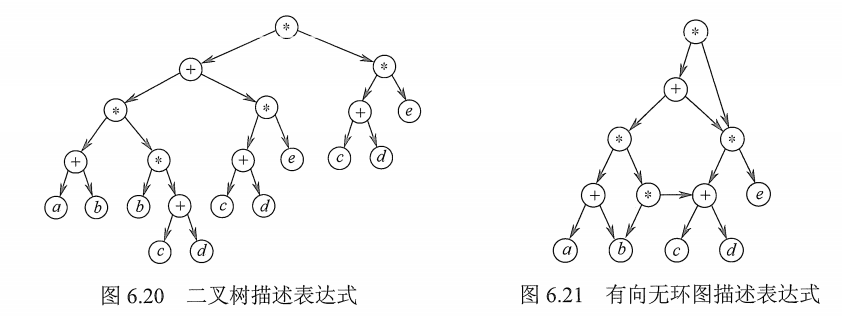 *
+ *
* * + e
+ * + e c d
a b b + c d
c d
图 6.20 二叉树描述表达式
*
+
* *
+ * + e
a b c d
图 6.21 有向无环图描述表达式